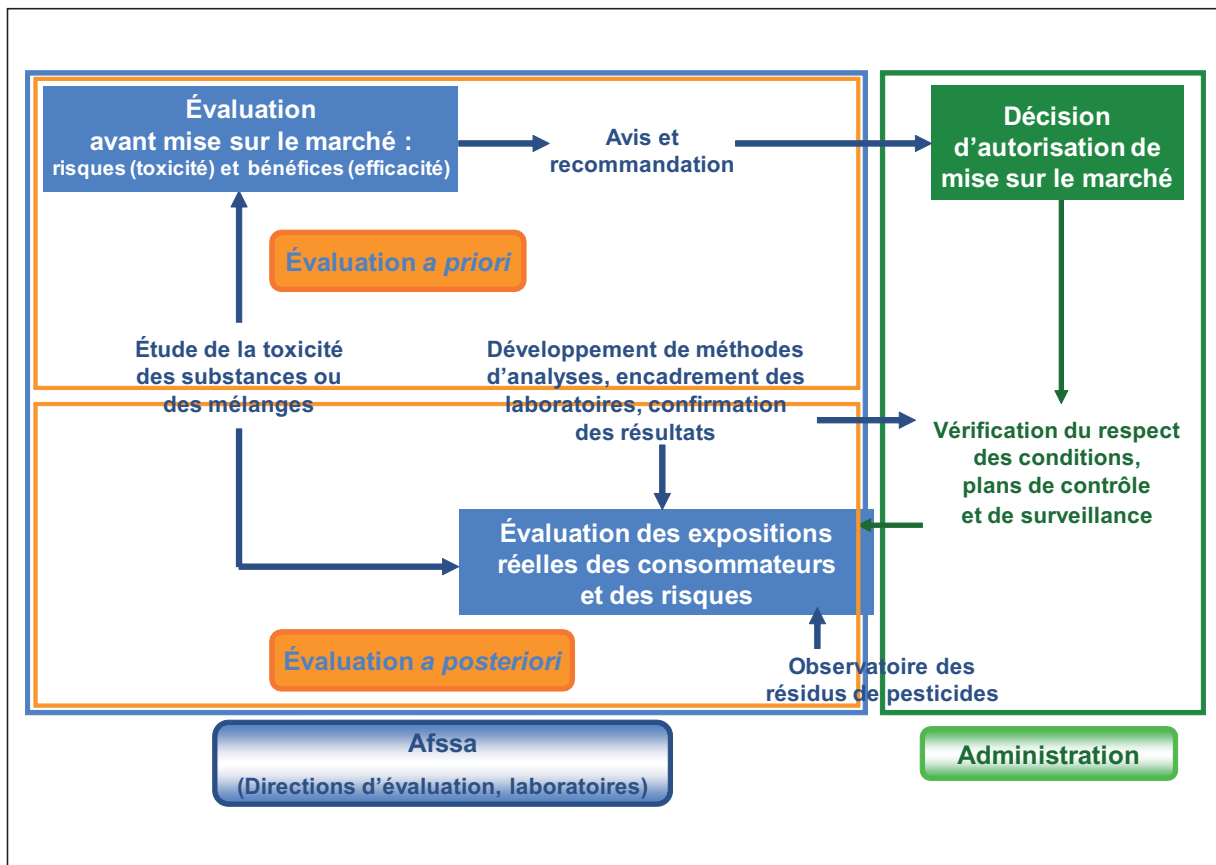 Évaluation
avant mise sur le marché :
risques (toxicité) et bénéfices (efficacité)
Avis et
recommandation
Décision
d'autorisation de
mise sur le marché
Évaluation a priori
Étude de la toxicité
des substances ou
des mélanges
Développement de méthodes
d'analyses, encadrement des
laboratoires, confirmation
des résultats
Vérification du respect
des conditions,
plans de contrôle
et de surveillance
Évaluation des expositions
réelles des consommateurs
et des risques
Évaluation a posteriori
Observatoire des
résidus de pesticides
Afssa
(Directions d'évaluation, laboratoires)
Administration